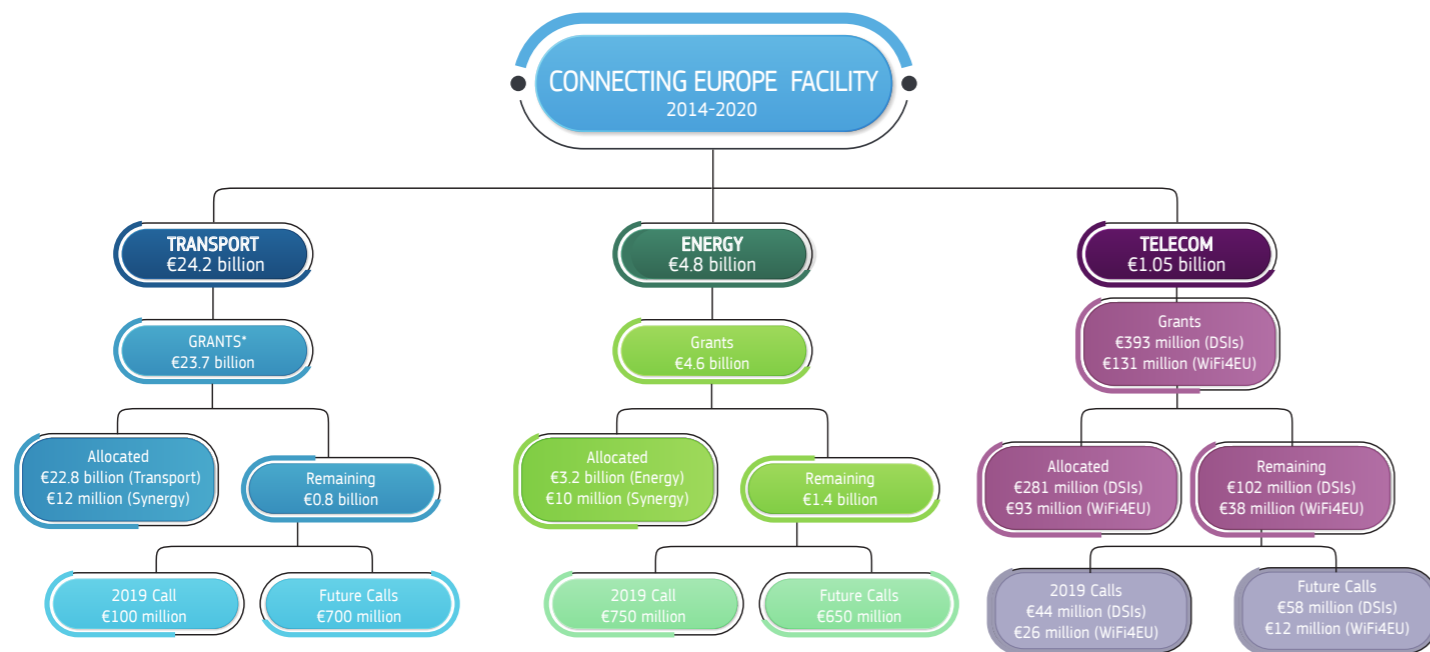 CONNECTING EUROPE FACILITY
2014-2020
TRANSPORT
€24.2 billion
ENERGY
€4.8 billion
TELECOM
€1.05 billion
GRANTS*
€23.7 billion
Grants
€4.6 billion
Grants
€393 million (DSIs)
€131 million (WiFi4EU)
Allocated
€22.8 billion (Transport)
€12 million (Synergy)
Remaining
€0.8 billion
Allocated
€3.2 billion (Energy)
€10 million (Synergy)
Remaining
€1.4 billion
Allocated
€281 million (DSIs)
€93 million (WiFi4EU)
Remaining
€102 million (DSIs)
€38 million (WiFi4EU)
2019 Call
€100 million
Future Calls
€700 million
2019 Call
€750 million
Future Calls
€650 million
2019 Calls
€44 million (DSIs)
€26 million (WiFi4EU)
Future Calls
€58 million (DSIs)
€12 million (WiFi4EU)